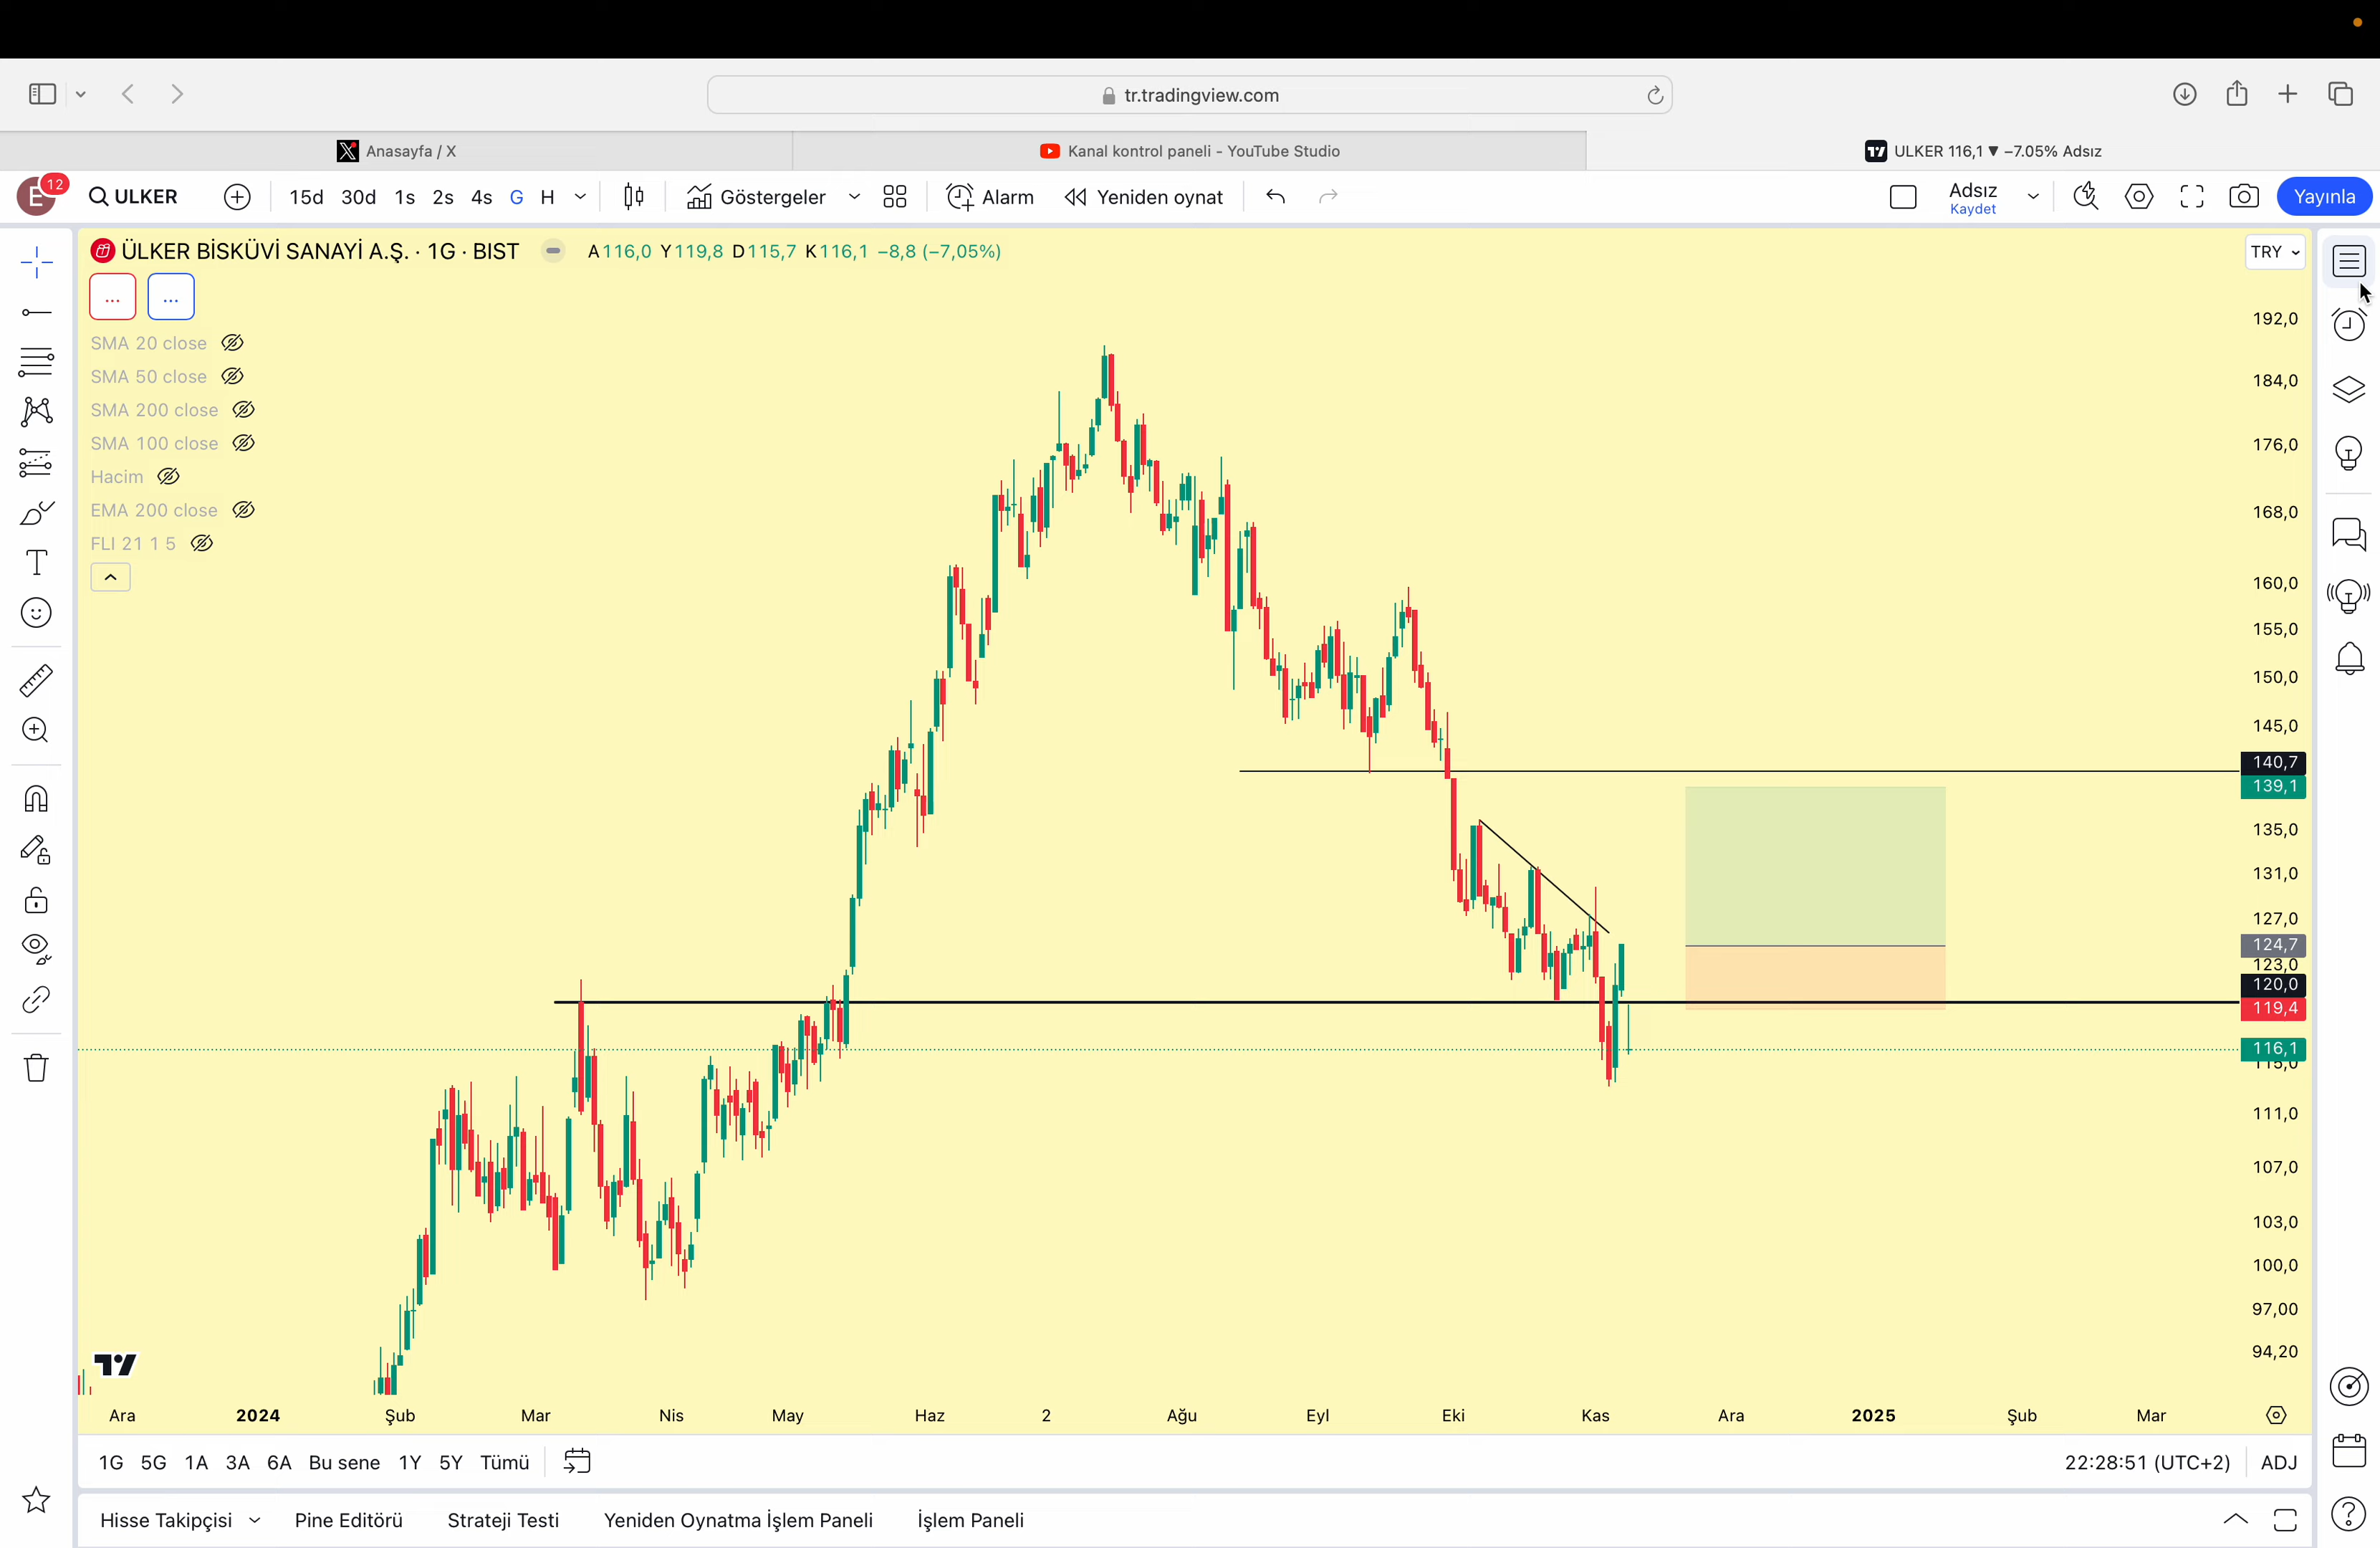 tr.tradingview.com
Anasayfa / X
Kanal kontrol paneli - YouTube Studio
ULKER 116,1 ▼ −7.05% Adsız
E 12 ULKER 15d 30d 1s 2s 4s G H Göstergeler Alarm Yeniden oynat Adsız Kaydet Yayınla
ÜLKER BİSKÜVİ SANAYİ A.Ş. · 1G · BIST A116,0 Y119,8 D115,7 K116,1 −8,8 (−7,05%) TRY
... ...
SMA 20 close
SMA 50 close
SMA 200 close
SMA 100 close
Hacim
EMA 200 close
FLI 21 1 5
192,0
184,0
176,0
168,0
160,0
155,0
150,0
145,0
140,7
139,1
135,0
131,0
127,0
124,7
123,0
120,0
119,4
116,1
115,0
111,0
107,0
103,0
100,0
97,00
94,20
Ara 2024 Şub Mar Nis May Haz 2 Ağu Eyl Eki Kas Ara 2025 Şub Mar
1G 5G 1A 3A 6A Bu sene 1Y 5Y Tümü 22:28:51 (UTC+2) ADJ
Hisse Takipçisi Pine Editörü Strateji Testi Yeniden Oynatma İşlem Paneli İşlem Paneli